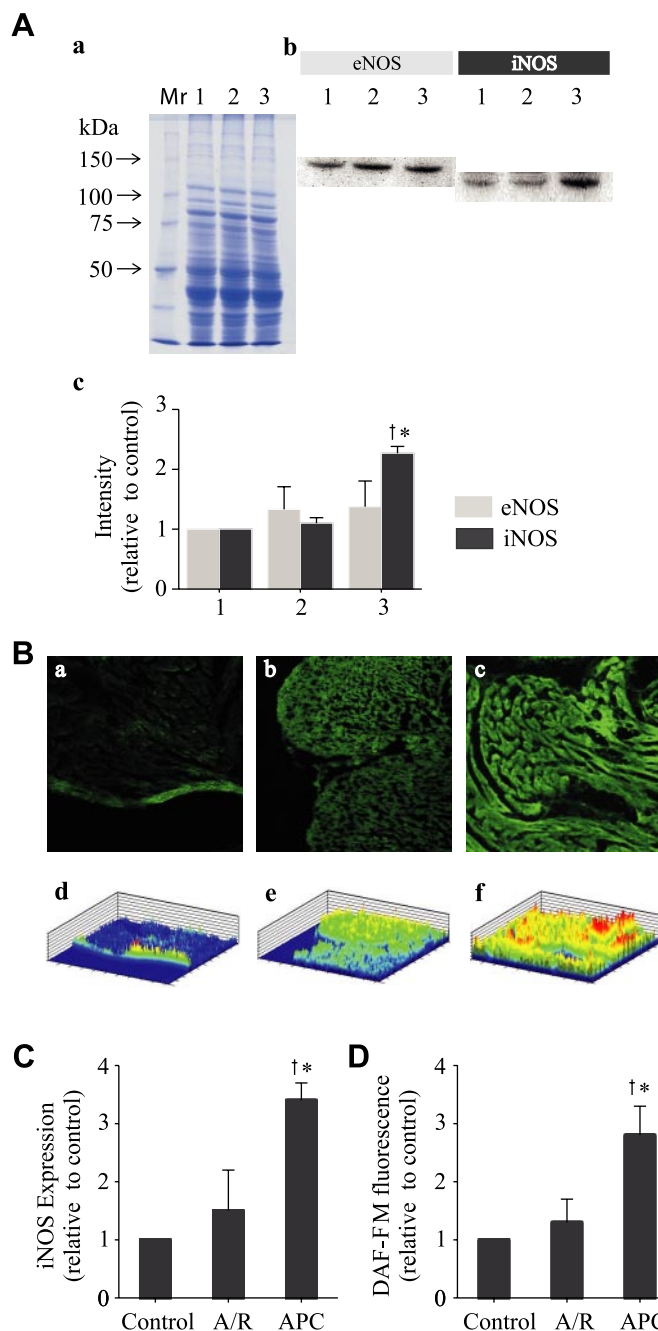 A
a
b
eNOS
iNOS
Mr 1 2 3
1 2 3
1 2 3
kDa
150
100
75
50
c
Intensity
(relative to control)
3
2
1
0
†*
1 2 3
eNOS
iNOS
B
a
b
c
d
e
f
C
iNOS Expression
(relative to control)
4
3
2
1
0
†*
Control A/R APC
D
DAF-FM fluorescence
(relative to control)
4
3
2
1
0
†*
Control A/R APC